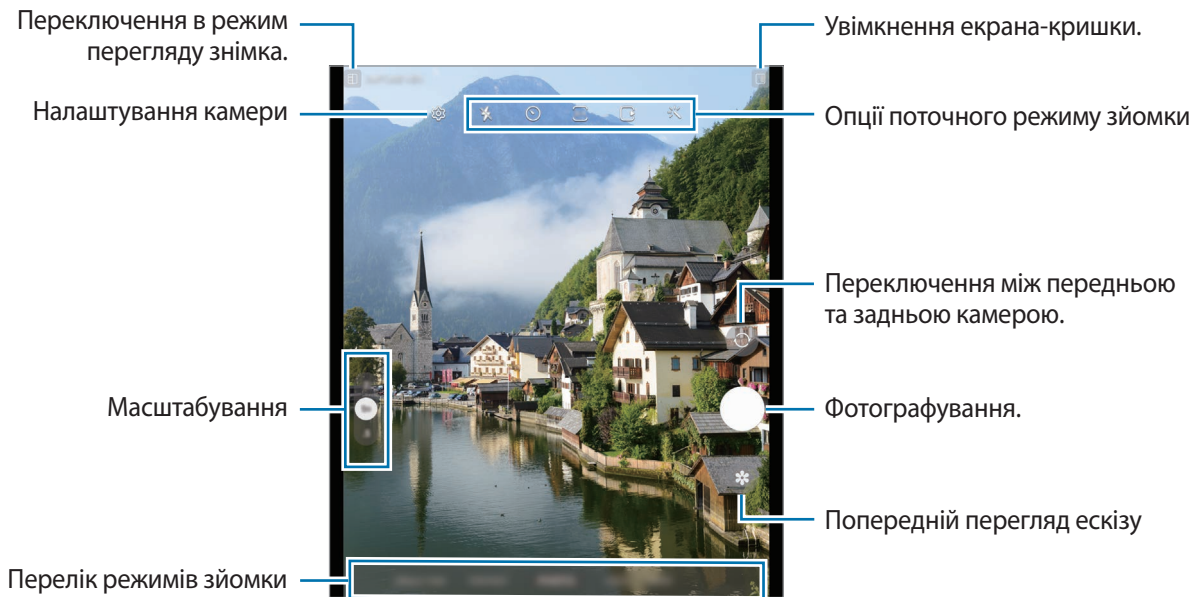 Переключення в режим
перегляду знімка.
Налаштування камери
Масштабування
Перелік режимів зйомки
Увімкнення екрана-кришки.
Опції поточного режиму зйомки
Переключення між передньою
та задньою камерою.
Фотографування.
Попередній перегляд ескізу